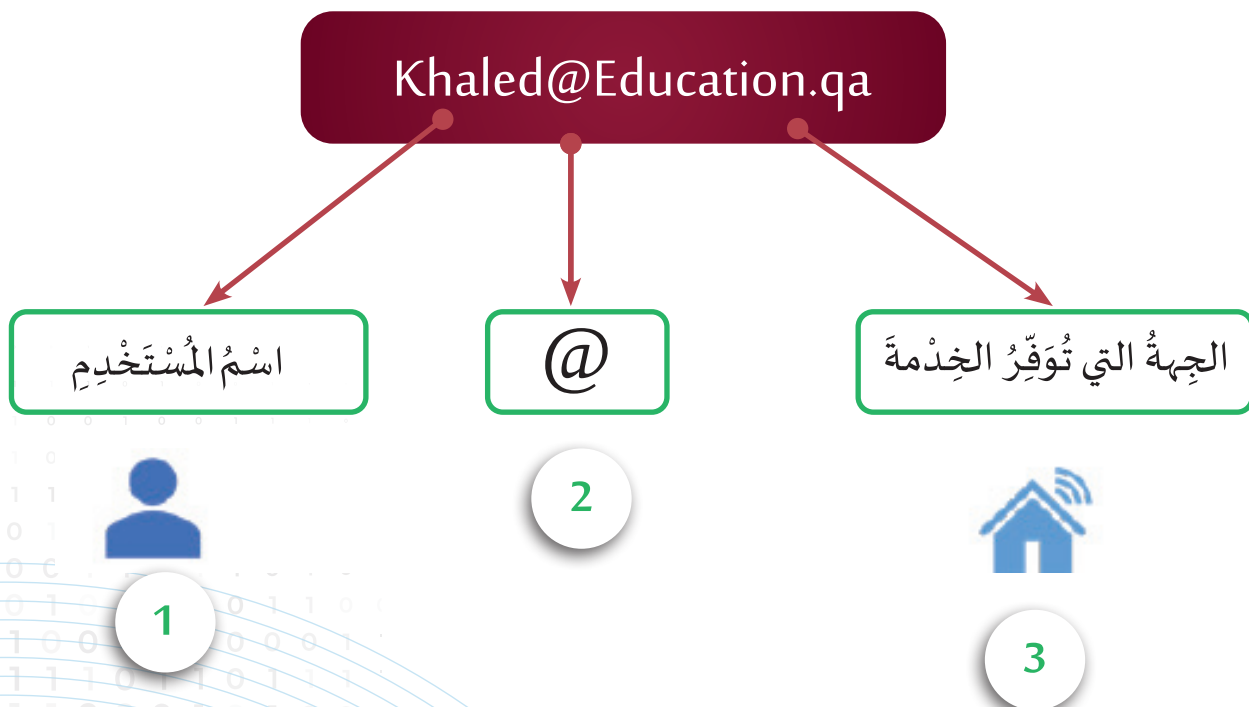 Khaled@Education.qa
اسْمُ المُسْتَخْدِمِ
@
الجِهةُ التي تُوَفِّرُ الخِدْمةَ
1
2
3